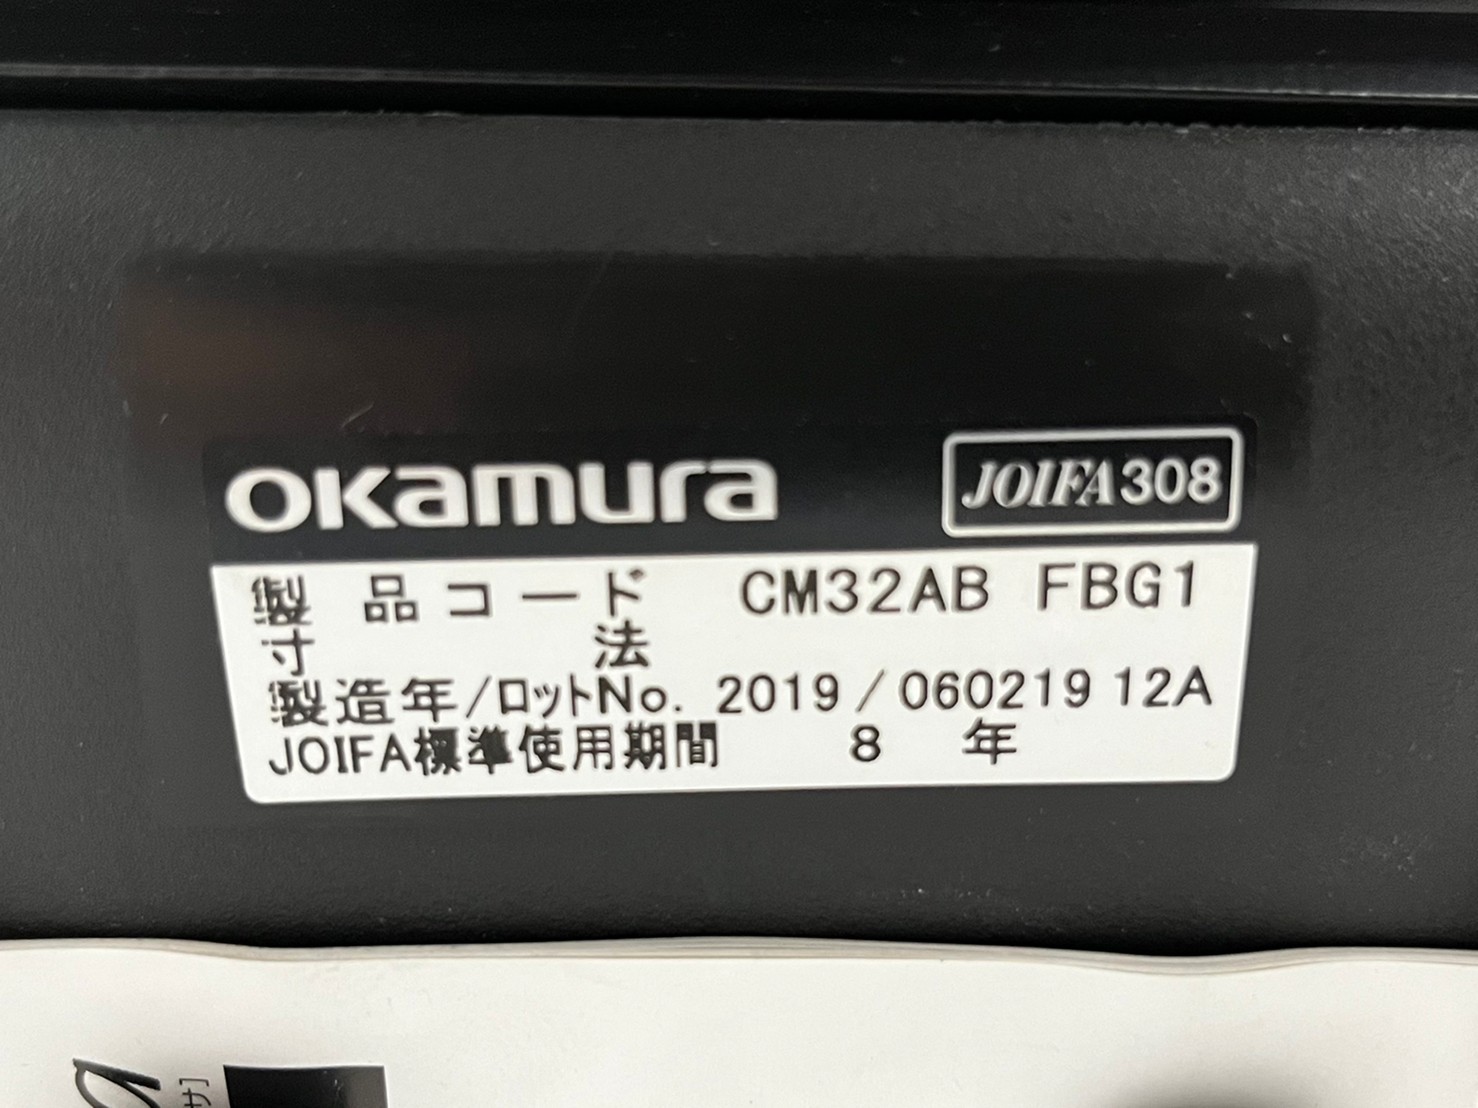 okamura
JOIFA308
製品コード CM32AB FBG1
寸法
製造年/ロットNo. 2019/060219 12A
JOIFA標準使用期間 8 年
サ]